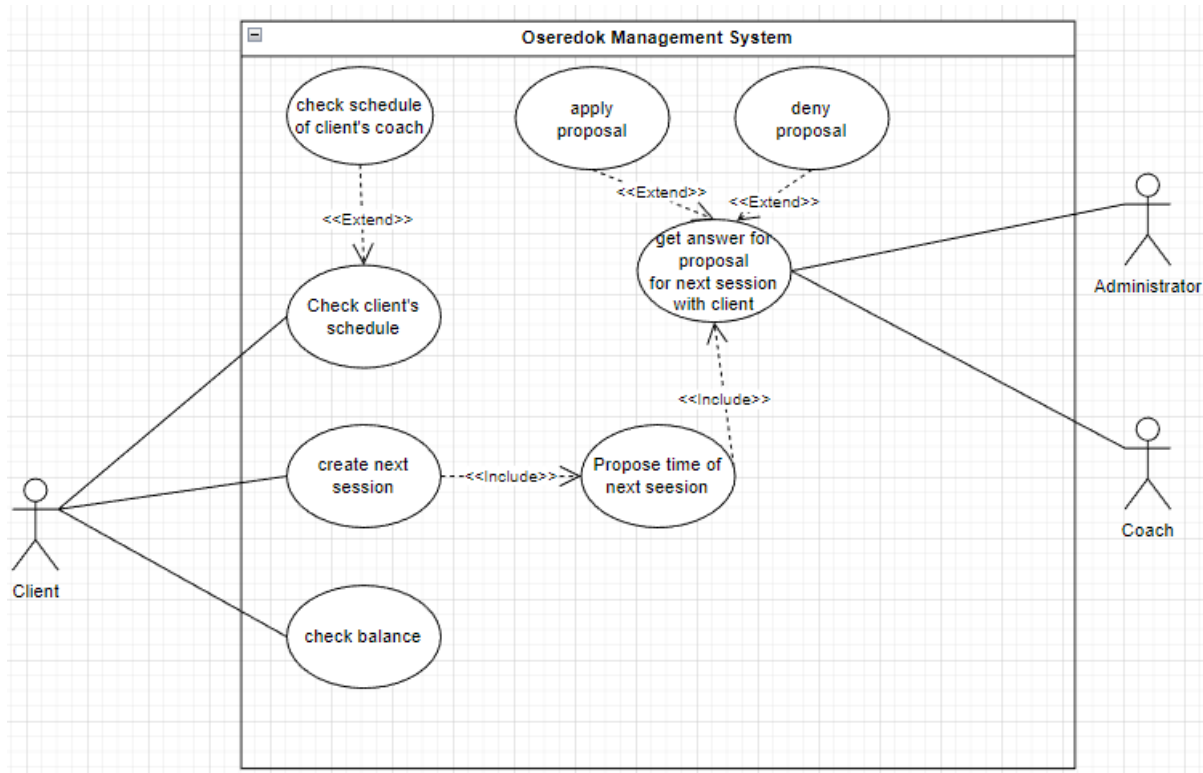 Oseredok Management System
check schedule
of client's coach
apply
proposal
deny
proposal
<<Extend>>
<<Extend>>
<<Extend>>
get answer for
proposal
for next session
with client
Administrator
Check client's
schedule
<<Include>>
create next
session
<<Include>>
Propose time of
next seesion
Coach
Client
check balance